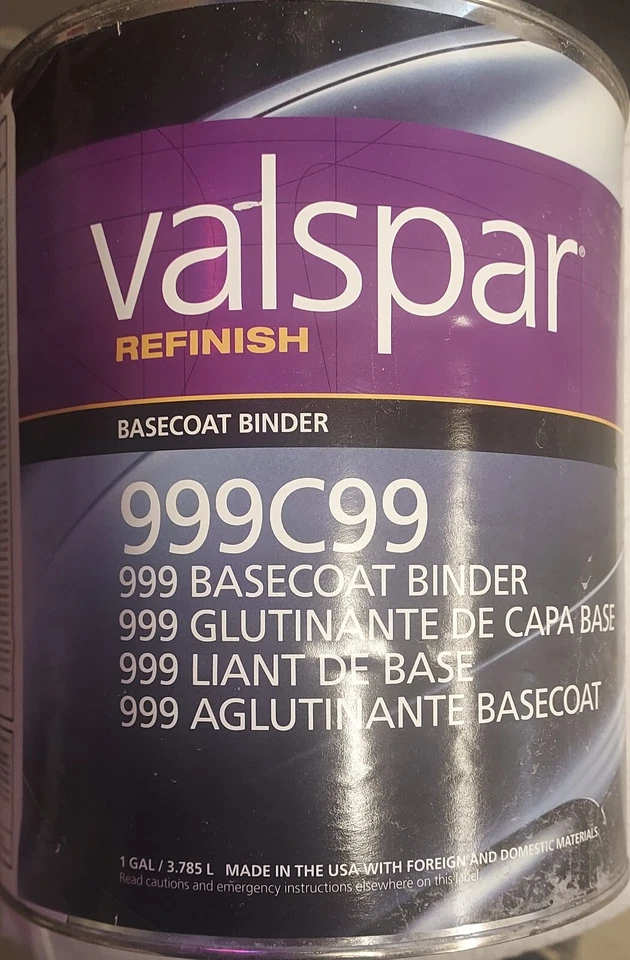 valspar®
REFINISH
BASECOAT BINDER
999C99
999 BASECOAT BINDER
999 GLUTINANTE DE CAPA BASE
999 LIANT DE BASE
999 AGLUTINANTE BASECOAT
1 GAL / 3.785 L MADE IN THE USA WITH FOREIGN AND DOMESTIC MATERIALS.
Read cautions and emergency instructions elsewhere on this label.